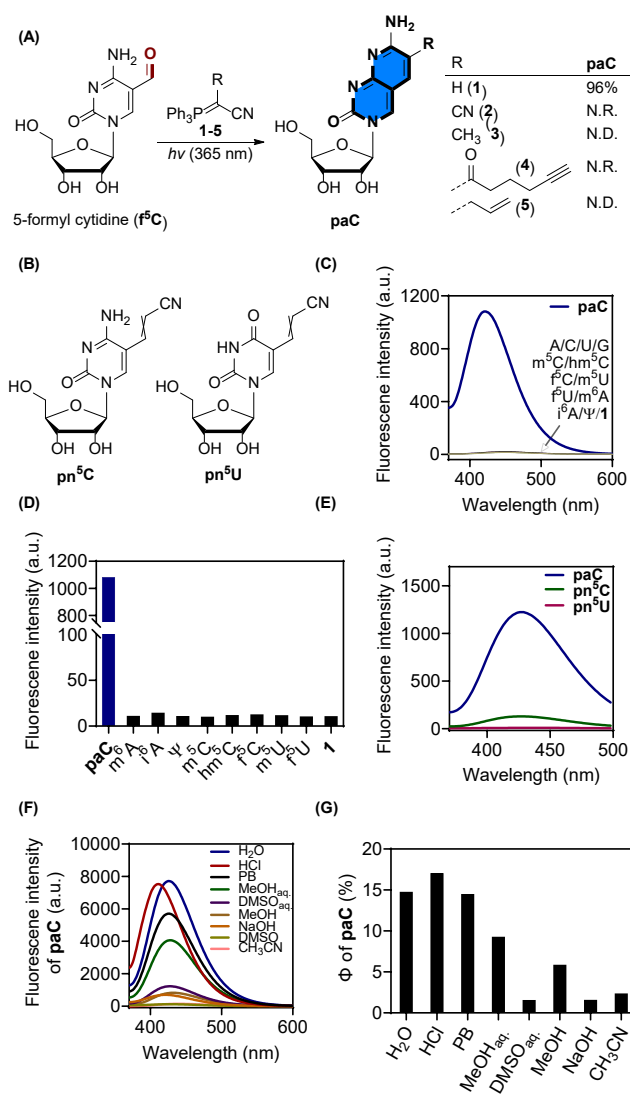 (A)
NH₂
O
N
O
N
HO
O
OH OH
5-formyl cytidine (f⁵C)
R
Ph₃P
CN
1-5
hv (365 nm)
NH₂
R
N
N
O
N
HO
O
OH OH
paC
R paC
H (1) 96%
CN (2) N.R.
CH₃ (3) N.D.
O
(4) N.R.
(5) N.D.
(B)
NH₂ CN
N
O N
HO
O
OH OH
pn⁵C
O CN
HN
O N
HO
O
OH OH
pn⁵U
(C)
Fluorescene intensity (a.u.)
1200
1000
600
400
0
paC
A/C/U/G
m⁵C/hm⁵C
f⁵C/m⁵U
f⁵U/m⁶A
i⁶A/Ψ/1
400 500 600
Wavelength (nm)
(D)
Fluorescene intensity (a.u.)
1200
1000
800
100
50
0
paC
m⁶A
i⁶A
Ψ
m⁵C
hm⁵C
f⁵C
m⁵U
f⁵U
1
(E)
Fluorescene intensity (a.u.)
1500
1000
500
0
paC
pn⁵C
pn⁵U
400 450 500
Wavelength (nm)
(F)
Fluorescene intensity
of paC (a.u.)
10000
8000
6000
4000
2000
0
H₂O
HCl
PB
MeOHaq.
DMSOaq.
MeOH
NaOH
DMSO
CH₃CN
400 500 600
Wavelength (nm)
(G)
Φ of paC (%)
20
15
10
5
0
H₂O
HCl
PB
MeOHaq.
DMSOaq.
MeOH
NaOH
CH₃CN